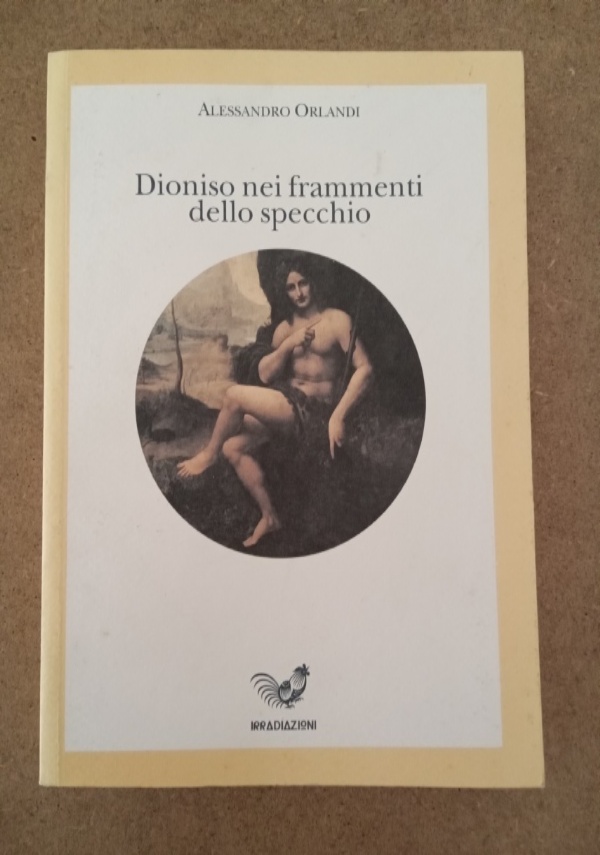 Alessandro Orlandi
Dioniso nei frammenti
dello specchio
IRRADIAZIONI